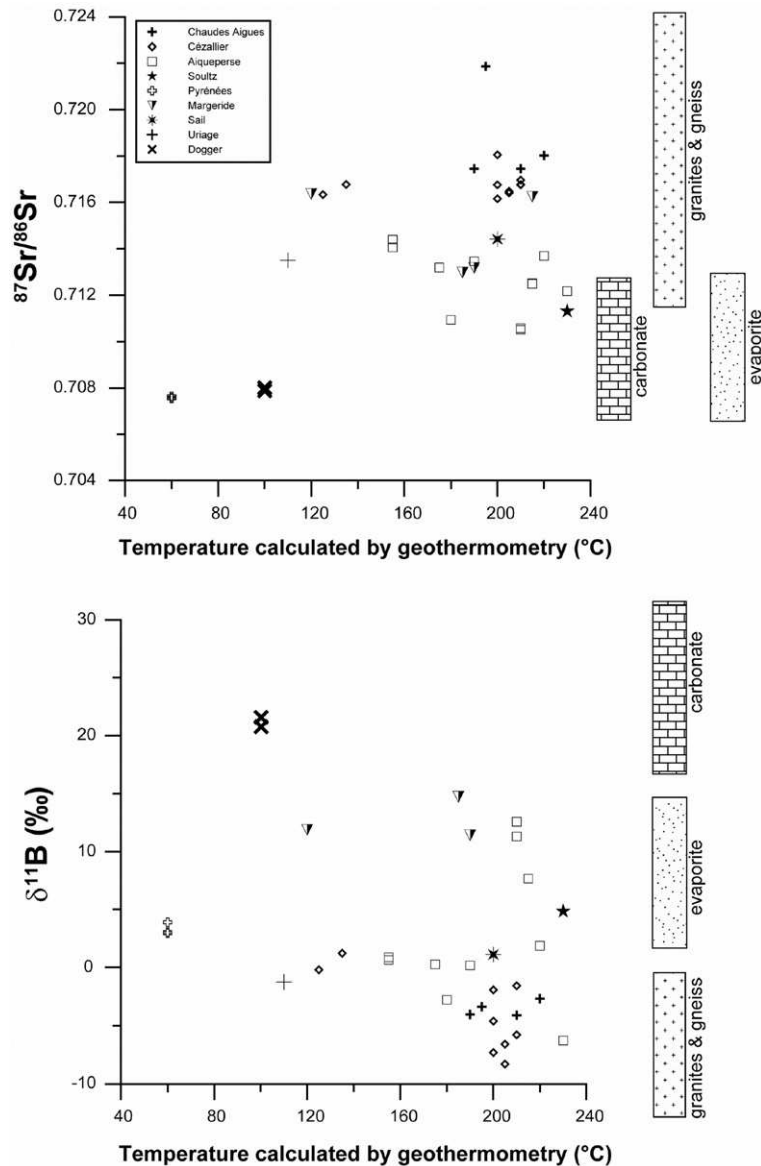 0.724
0.720
0.716
0.712
0.708
0.704
87Sr/86Sr
Chaudes Aigues
Cézallier
Aiqueperse
Soultz
Pyrénées
Margeride
Sail
Uriage
Dogger
40 80 120 160 200 240
Temperature calculated by geothermometry (°C)
carbonate
granites & gneiss
evaporite
30
20
10
0
-10
δ11B (‰)
40 80 120 160 200 240
Temperature calculated by geothermometry (°C)
carbonate
evaporite
granites & gneiss